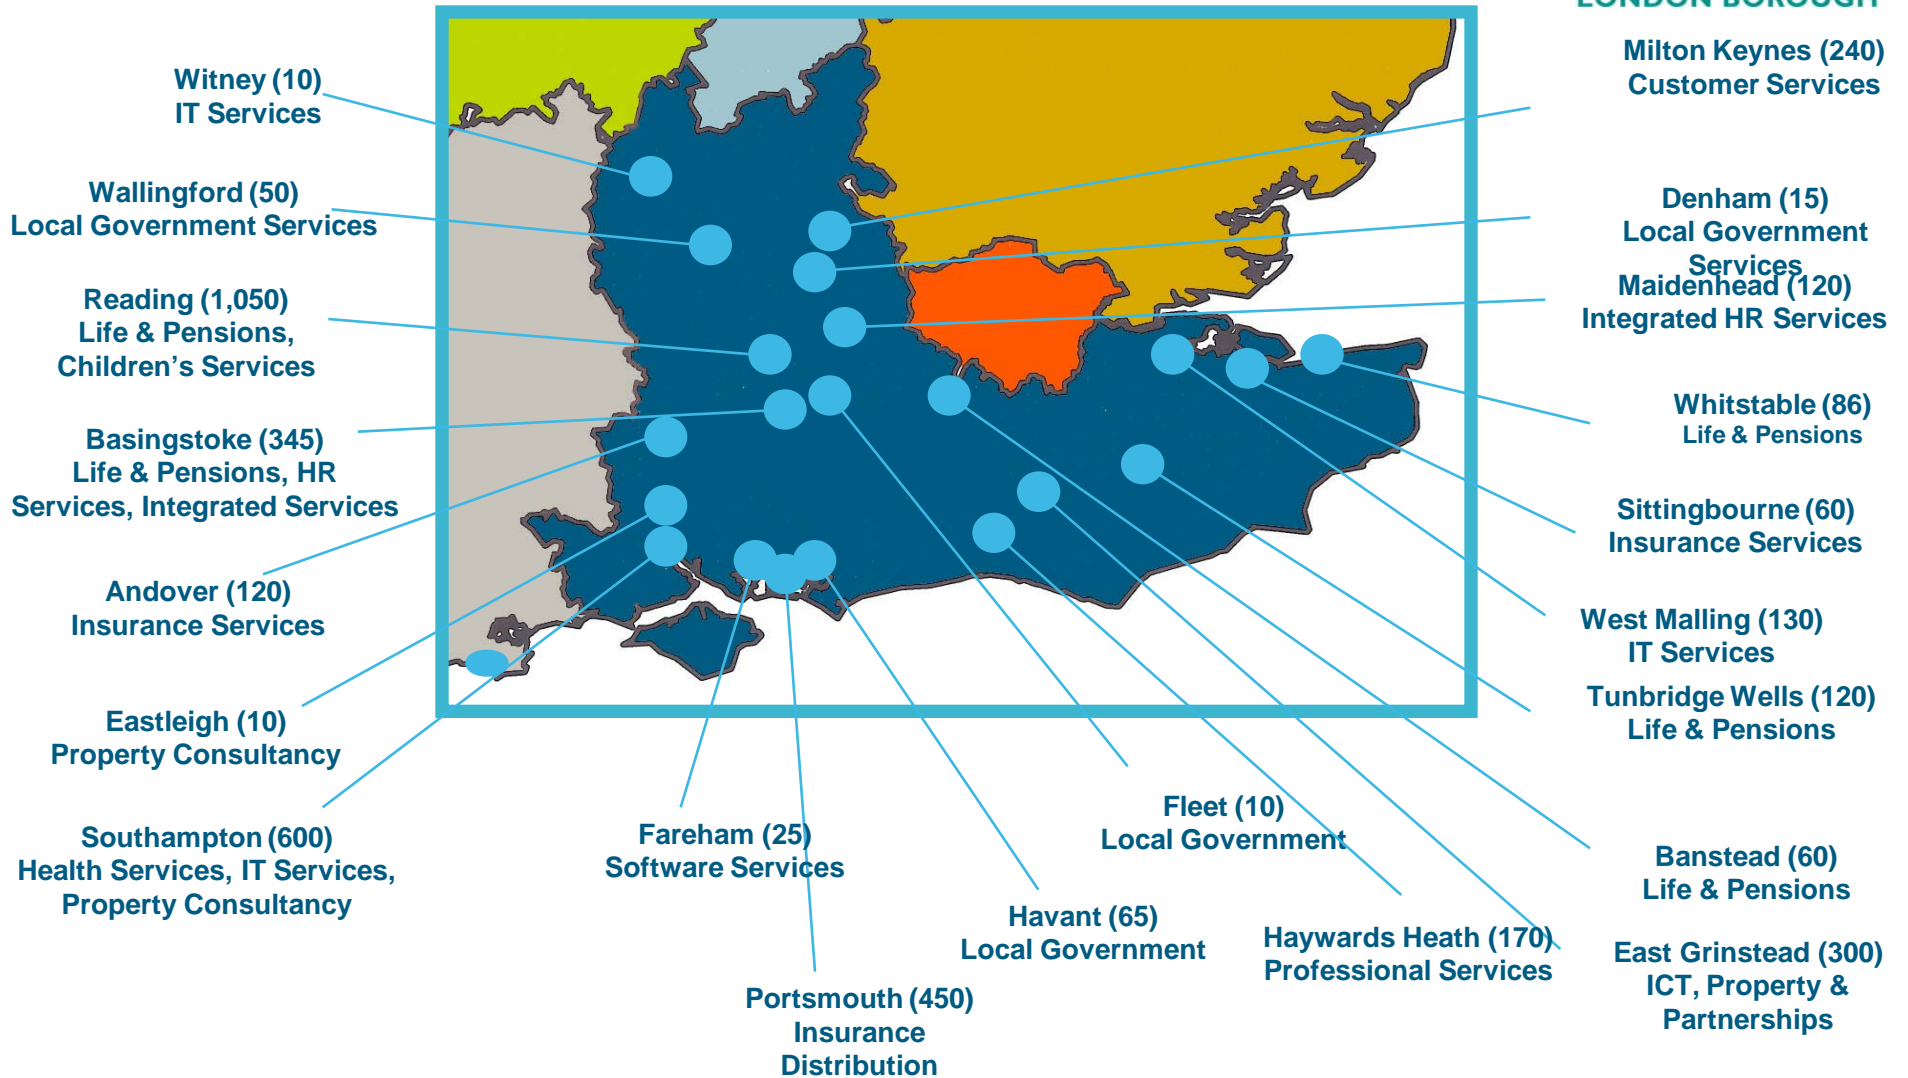 LONDON BOROUGH
Witney (10)
IT Services
Wallingford (50)
Local Government Services
Reading (1,050)
Life & Pensions,
Children’s Services
Basingstoke (345)
Life & Pensions, HR
Services, Integrated Services
Andover (120)
Insurance Services
Eastleigh (10)
Property Consultancy
Southampton (600)
Health Services, IT Services,
Property Consultancy
Fareham (25)
Software Services
Portsmouth (450)
Insurance
Distribution
Havant (65)
Local Government
Fleet (10)
Local Government
Haywards Heath (170)
Professional Services
Milton Keynes (240)
Customer Services
Denham (15)
Local Government
Services
Maidenhead (120)
Integrated HR Services
Whitstable (86)
Life & Pensions
Sittingbourne (60)
Insurance Services
West Malling (130)
IT Services
Tunbridge Wells (120)
Life & Pensions
Banstead (60)
Life & Pensions
East Grinstead (300)
ICT, Property &
Partnerships